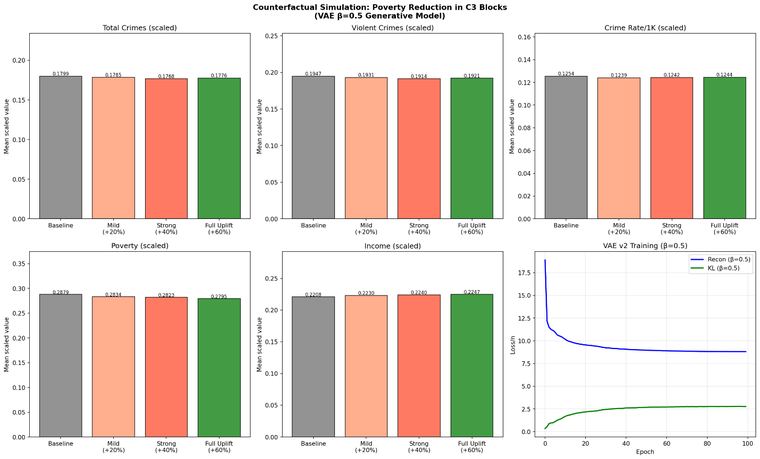 Counterfactual Simulation: Poverty Reduction in C3 Blocks
(VAE β=0.5 Generative Model)
Total Crimes (scaled)
Mean scaled value
0.20
0.15
0.10
0.05
0.00
0.1799
0.1785
0.1768
0.1776
Baseline
Mild
(+20%)
Strong
(+40%)
Full Uplift
(+60%)
Violent Crimes (scaled)
Mean scaled value
0.25
0.20
0.15
0.10
0.05
0.00
0.1947
0.1931
0.1914
0.1921
Baseline
Mild
(+20%)
Strong
(+40%)
Full Uplift
(+60%)
Crime Rate/1K (scaled)
Mean scaled value
0.16
0.14
0.12
0.10
0.08
0.06
0.04
0.02
0.00
0.1254
0.1239
0.1242
0.1244
Baseline
Mild
(+20%)
Strong
(+40%)
Full Uplift
(+60%)
Poverty (scaled)
Mean scaled value
0.35
0.30
0.25
0.20
0.15
0.10
0.05
0.00
0.2879
0.2834
0.2823
0.2795
Baseline
Mild
(+20%)
Strong
(+40%)
Full Uplift
(+60%)
Income (scaled)
Mean scaled value
0.25
0.20
0.15
0.10
0.05
0.00
0.2208
0.2230
0.2240
0.2247
Baseline
Mild
(+20%)
Strong
(+40%)
Full Uplift
(+60%)
VAE v2 Training (β=0.5)
Loss/n
17.5
15.0
12.5
10.0
7.5
5.0
2.5
0.0
Recon (β=0.5)
KL (β=0.5)
0
20
40
60
80
100
Epoch